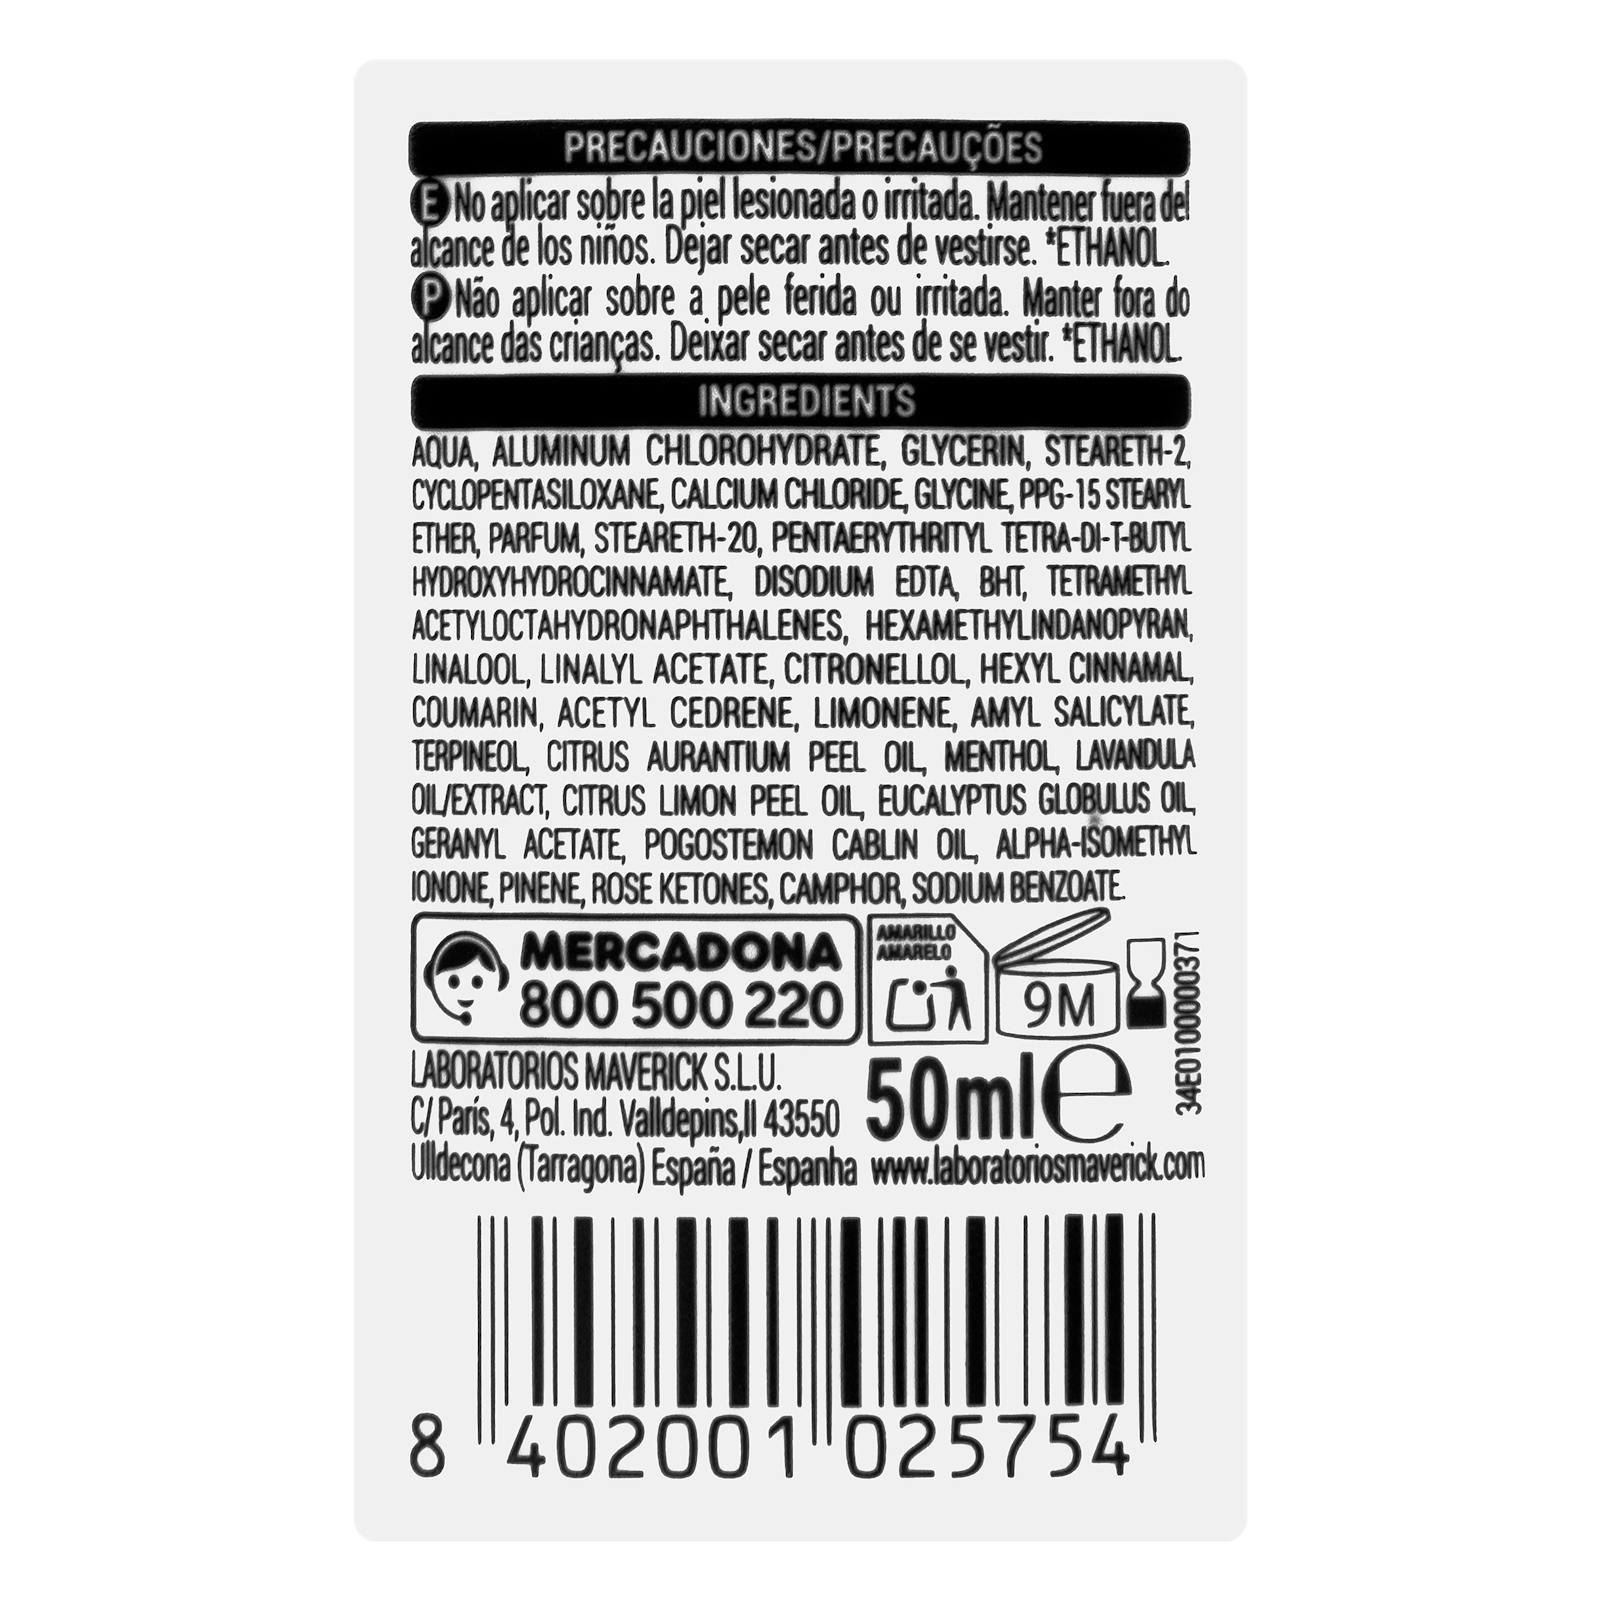 PRECAUCIONES/PRECAUÇÕES
E No aplicar sobre la piel lesionada o irritada. Mantener fuera del
alcance de los niños. Dejar secar antes de vestirse. *ETHANOL.
P Não aplicar sobre a pele ferida ou irritada. Manter fora do
alcance das crianças. Deixar secar antes de se vestir. *ETHANOL.
INGREDIENTS
AQUA, ALUMINUM CHLOROHYDRATE, GLYCERIN, STEARETH-2,
CYCLOPENTASILOXANE, CALCIUM CHLORIDE, GLYCINE, PPG-15 STEARYL
ETHER, PARFUM, STEARETH-20, PENTAERYTHRITYL TETRA-DI-T-BUTYL
HYDROXYHYDROCINNAMATE, DISODIUM EDTA, BHT, TETRAMETHYL
ACETYLOCTAHYDRONAPHTHALENES, HEXAMETHYLINDANOPYRAN,
LINALOOL, LINALYL ACETATE, CITRONELLOL, HEXYL CINNAMAL,
COUMARIN, ACETYL CEDRENE, LIMONENE, AMYL SALICYLATE,
TERPINEOL, CITRUS AURANTIUM PEEL OIL, MENTHOL, LAVANDULA
OIL/EXTRACT, CITRUS LIMON PEEL OIL, EUCALYPTUS GLOBULUS OIL,
GERANYL ACETATE, POGOSTEMON CABLIN OIL, ALPHA-ISOMETHYL
IONONE, PINENE, ROSE KETONES, CAMPHOR, SODIUM BENZOATE.
MERCADONA
800 500 220
AMARILLO
AMARELO
9M
34E010000371
LABORATORIOS MAVERICK S.L.U.
C/ París, 4, Pol. Ind. Valldepins,II 43550
Ulldecona (Tarragona) España / Espanha
50ml e
www.laboratoriosmaverick.com
8 402001 025754